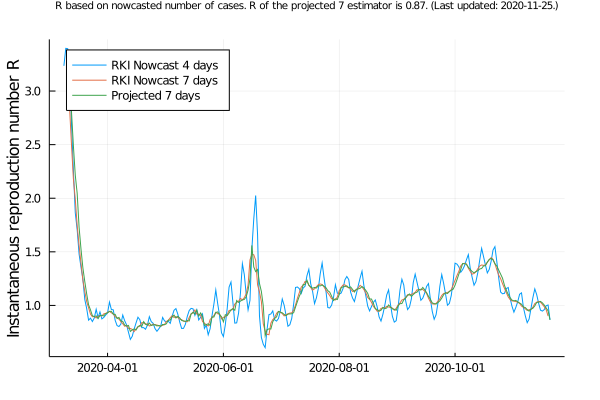 R based on nowcasted number of cases. R of the projected 7 estimator is 0.87. (Last updated: 2020-11-25.)
RKI Nowcast 4 days
RKI Nowcast 7 days
Projected 7 days
Instantaneous reproduction number R
3.0
2.5
2.0
1.5
1.0
2020-04-01
2020-06-01
2020-08-01
2020-10-01